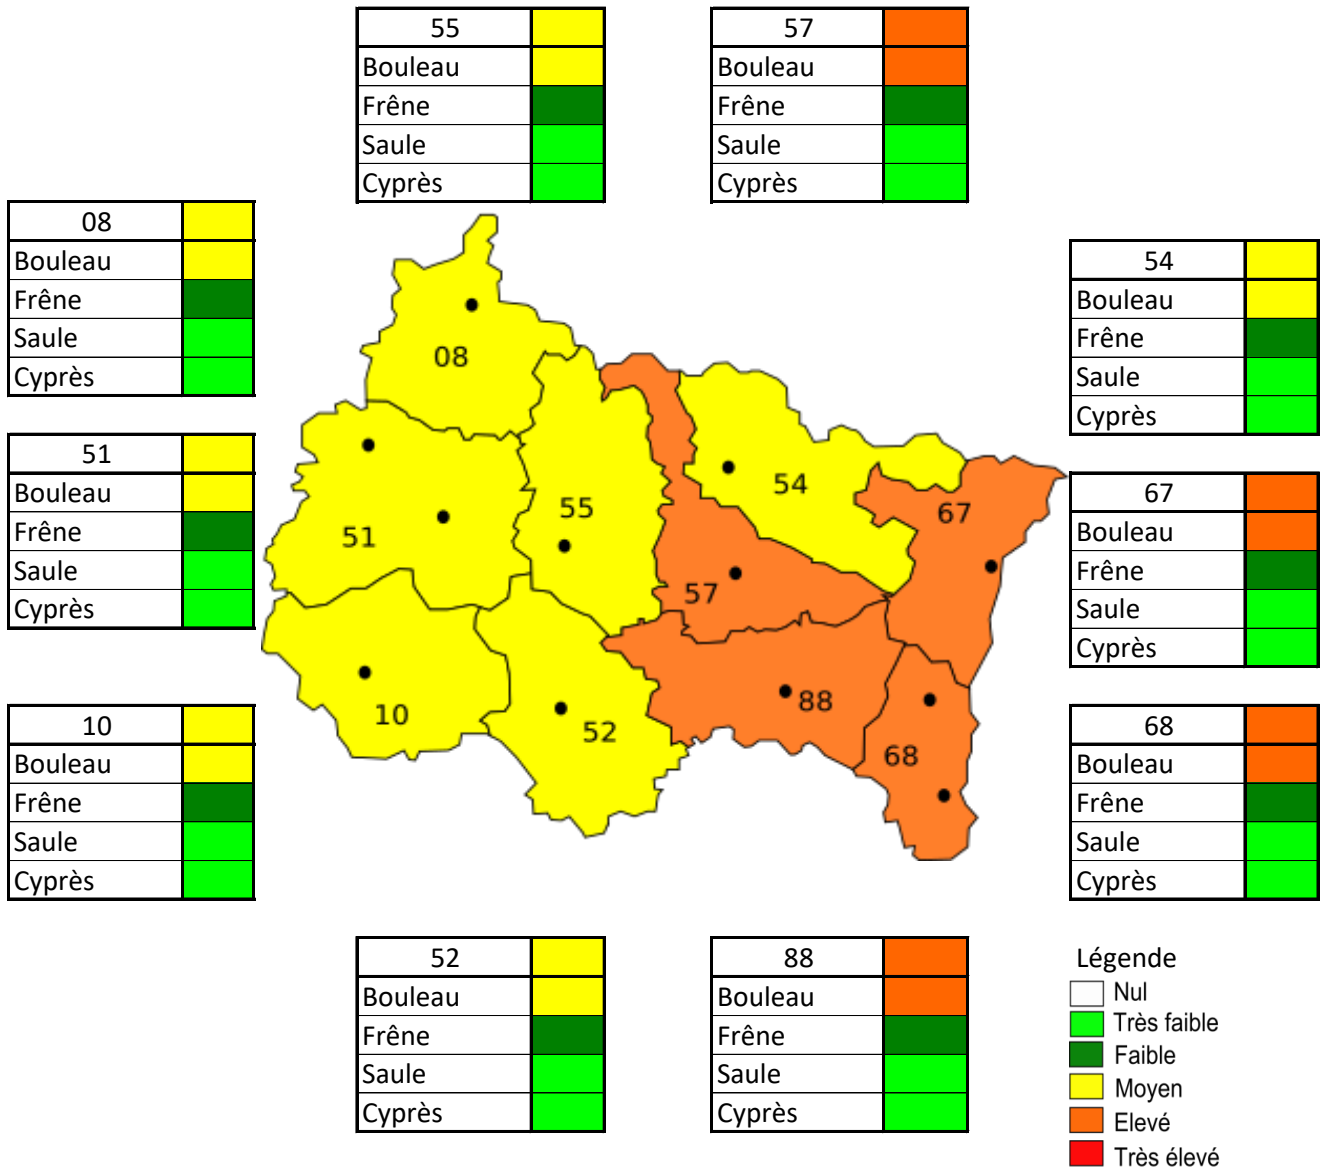 55
Bouleau
Frêne
Saule
Cyprès
57
Bouleau
Frêne
Saule
Cyprès
08
Bouleau
Frêne
Saule
Cyprès
54
Bouleau
Frêne
Saule
Cyprès
51
Bouleau
Frêne
Saule
Cyprès
67
Bouleau
Frêne
Saule
Cyprès
10
Bouleau
Frêne
Saule
Cyprès
68
Bouleau
Frêne
Saule
Cyprès
08
54
55
67
51
57
88
10
52
68
52
Bouleau
Frêne
Saule
Cyprès
88
Bouleau
Frêne
Saule
Cyprès
Légende
Nul
Très faible
Faible
Moyen
Elevé
Très élevé